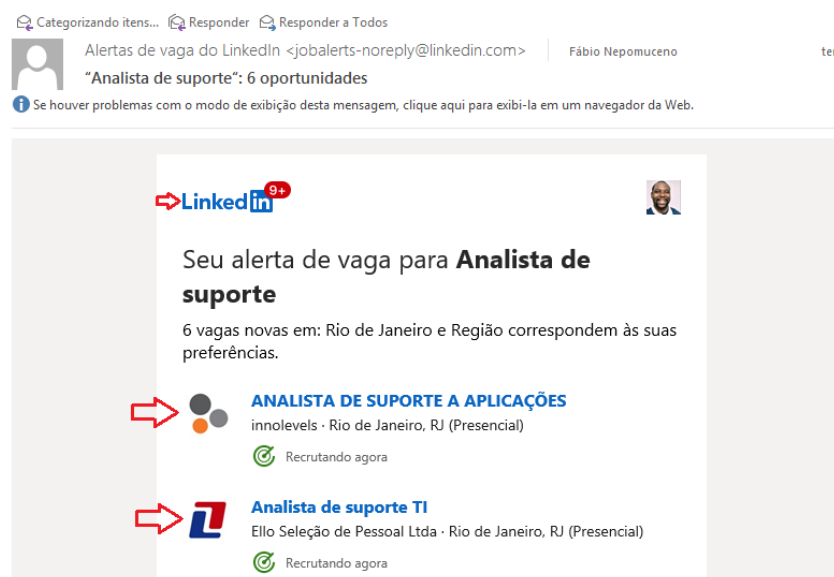 Categorizando itens... Responder Responder a Todos
Alertas de vaga do LinkedIn <jobalerts-noreply@linkedin.com> Fábio Nepomuceno
"Analista de suporte": 6 oportunidades
Se houver problemas com o modo de exibição desta mensagem, clique aqui para exibi-la em um navegador da Web.
LinkedIn 9+
Seu alerta de vaga para Analista de
suporte
6 vagas novas em: Rio de Janeiro e Região correspondem às suas
preferências.
ANALISTA DE SUPORTE A APLICAÇÕES
innolevels · Rio de Janeiro, RJ (Presencial)
Recrutando agora
Analista de suporte TI
Ello Seleção de Pessoal Ltda · Rio de Janeiro, RJ (Presencial)
Recrutando agora